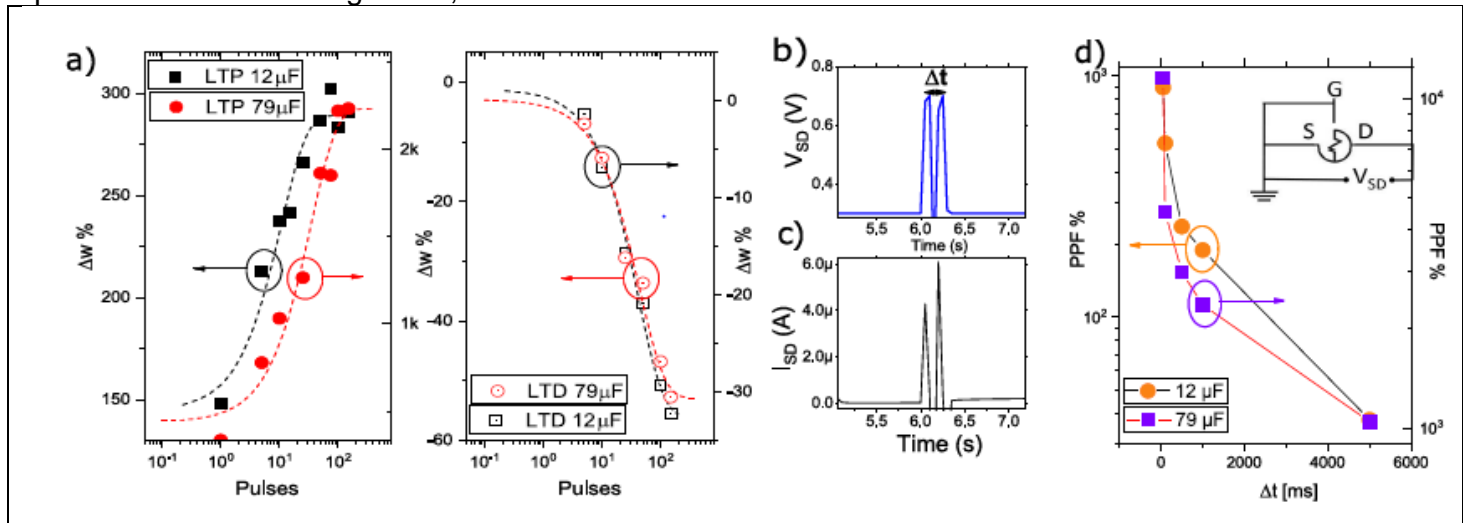 a)
LTP 12μF
LTP 79μF
300
250
200
150
Δw %
2k
1k
Δw %
10⁻¹ 10⁰ 10¹ 10²
Pulses
0
-20
-40
-60
0
-10
-20
-30
Δw %
LTD 79μF
LTD 12μF
10⁻¹ 10⁰ 10¹ 10²
Pulses
b)
Δt
0.8
0.6
0.4
V_SD (V)
5,5 6,0 6,5 7,0
Time (s)
c)
6.0μ
4.0μ
2.0μ
0.0
I_SD (A)
5,5 6,0 6,5 7,0
Time (s)
d)
10³
10²
PPF %
G
S D
V_SD
10⁴
10³
PPF %
12 μF
79 μF
0 2000 4000 6000
Δt [ms]